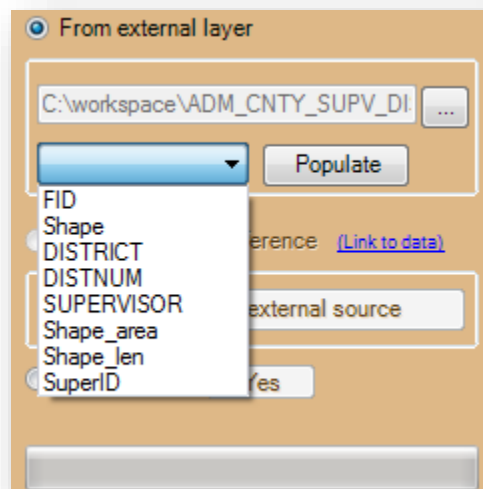 From external layer
C:\workspace\ADM_CNTY_SUPV_DI
...
Populate
FID
Shape
DISTRICT
DISTNUM
SUPERVISOR
Shape_area
Shape_len
SuperID
(Link to data)
external source
Yes